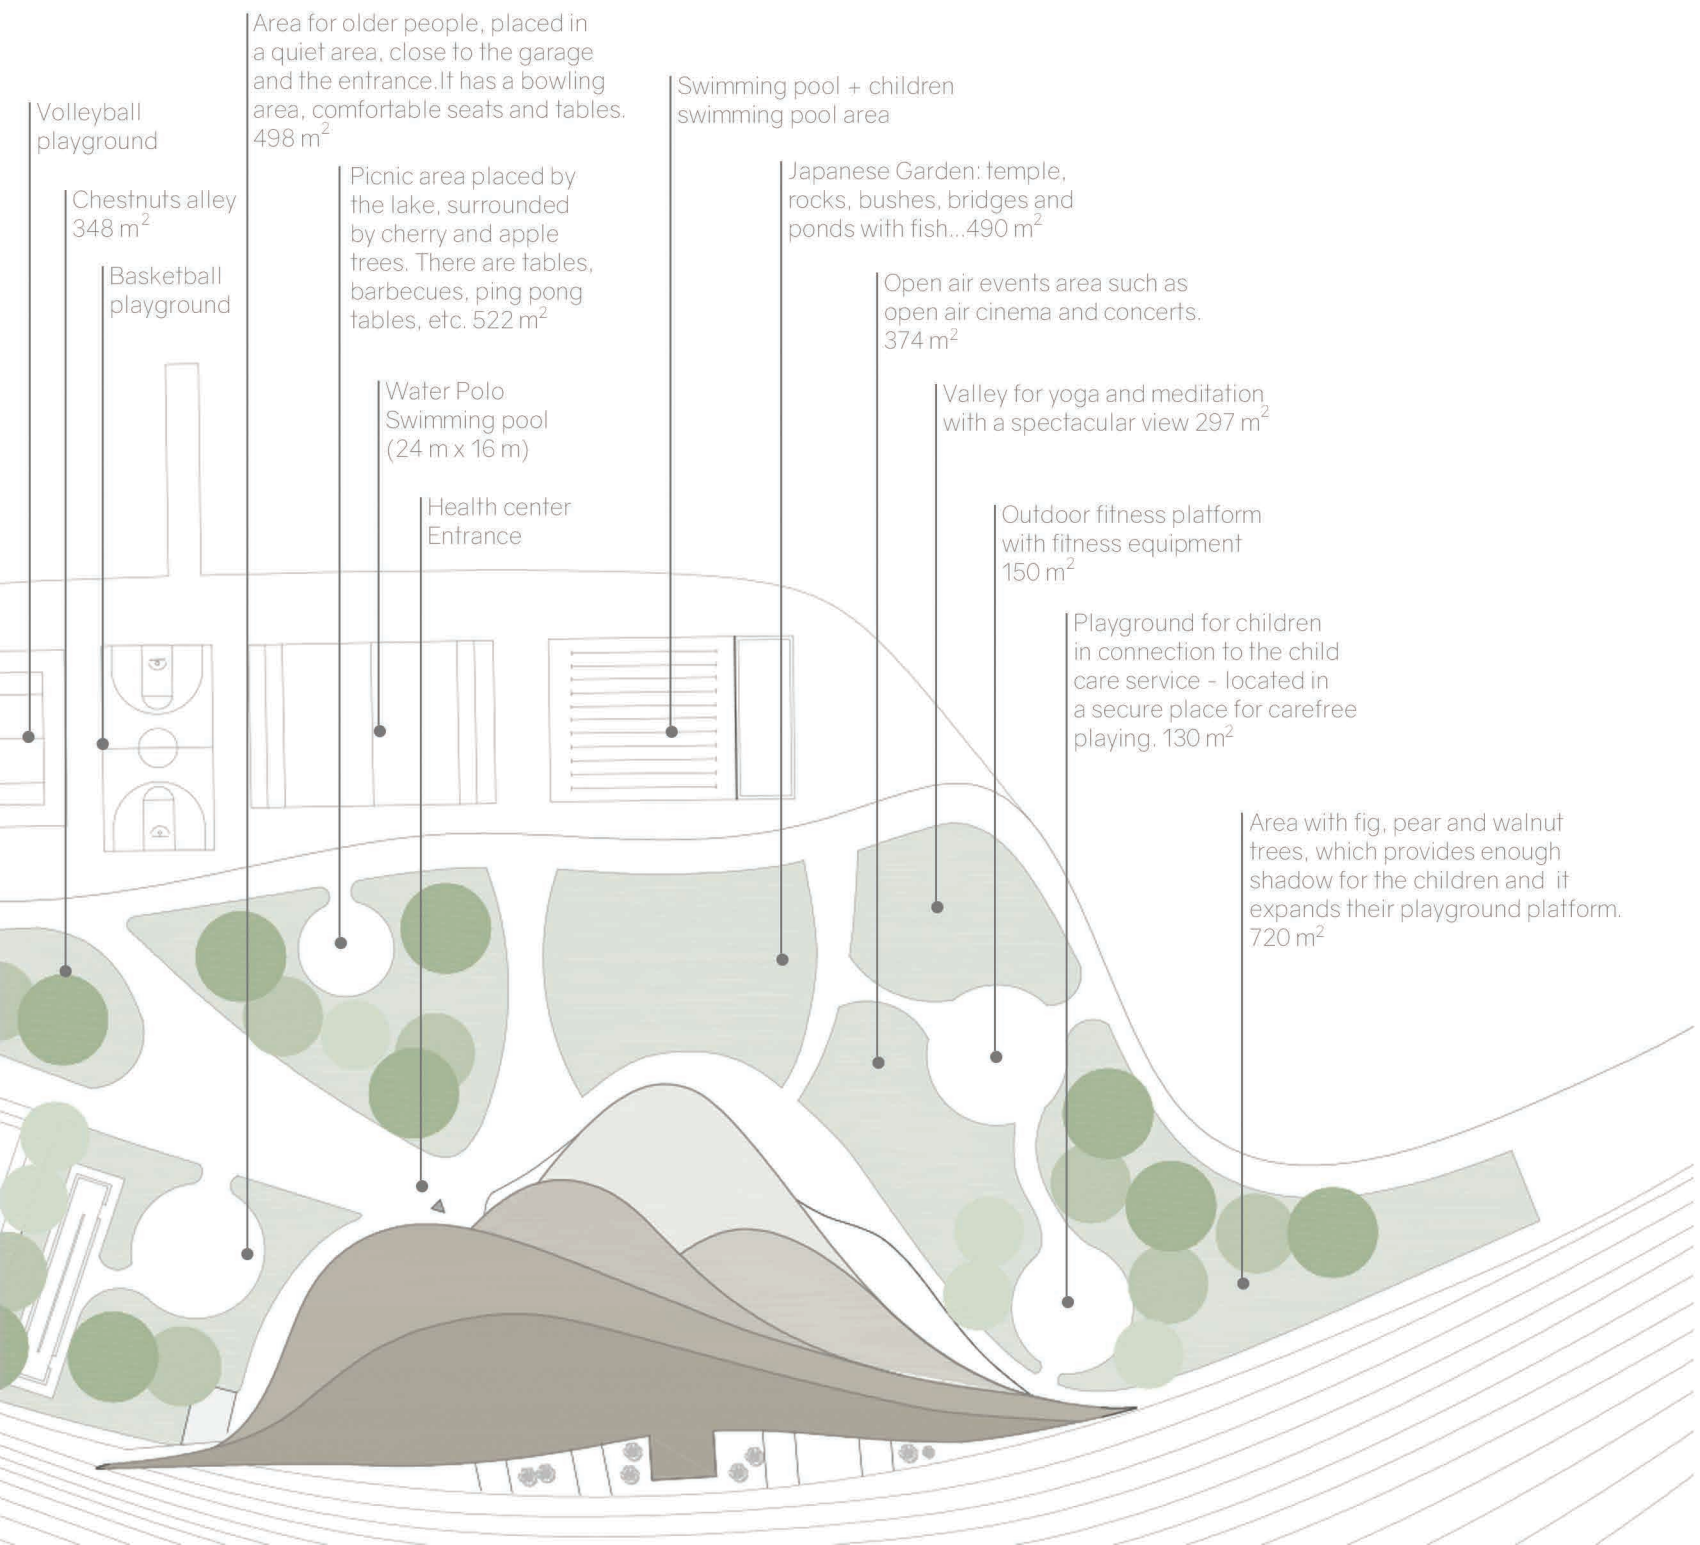 Area for older people, placed in
a quiet area, close to the garage
and the entrance.It has a bowling
area, comfortable seats and tables.
498 m²
Volleyball
playground
Chestnuts alley
348 m²
Basketball
playground
Picnic area placed by
the lake, surrounded
by cherry and apple
trees. There are tables,
barbecues, ping pong
tables, etc. 522 m²
Water Polo
Swimming pool
(24 m x 16 m)
Health center
Entrance
Swimming pool + children
swimming pool area
Japanese Garden: temple,
rocks, bushes, bridges and
ponds with fish...490 m²
Open air events area such as
open air cinema and concerts.
374 m²
Valley for yoga and meditation
with a spectacular view 297 m²
Outdoor fitness platform
with fitness equipment
150 m²
Playground for children
in connection to the child
care service - located in
a secure place for carefree
playing. 130 m²
Area with fig, pear and walnut
trees, which provides enough
shadow for the children and it
expands their playground platform.
720 m²